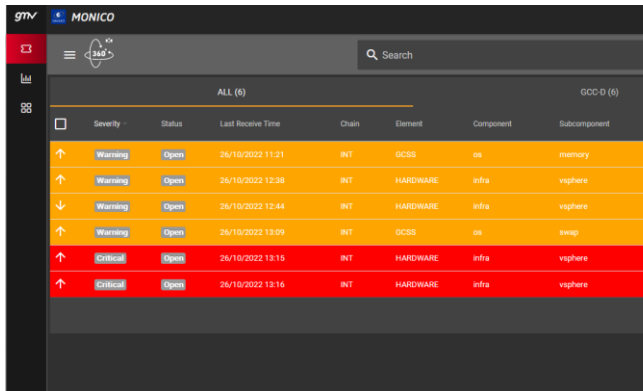 gmv MONICO
360°
Search
ALL (6) GCC-D (6)
Severity Status Last Receive Time Chain Element Component Subcomponent
Warning Open 26/10/2022 11:21 INT GCSS os memory
Warning Open 26/10/2022 12:38 INT HARDWARE infra vsphere
Warning Open 26/10/2022 12:44 INT HARDWARE infra vsphere
Warning Open 26/10/2022 13:09 INT GCSS os swap
Critical Open 26/10/2022 13:15 INT HARDWARE infra vsphere
Critical Open 26/10/2022 13:16 INT HARDWARE infra vsphere